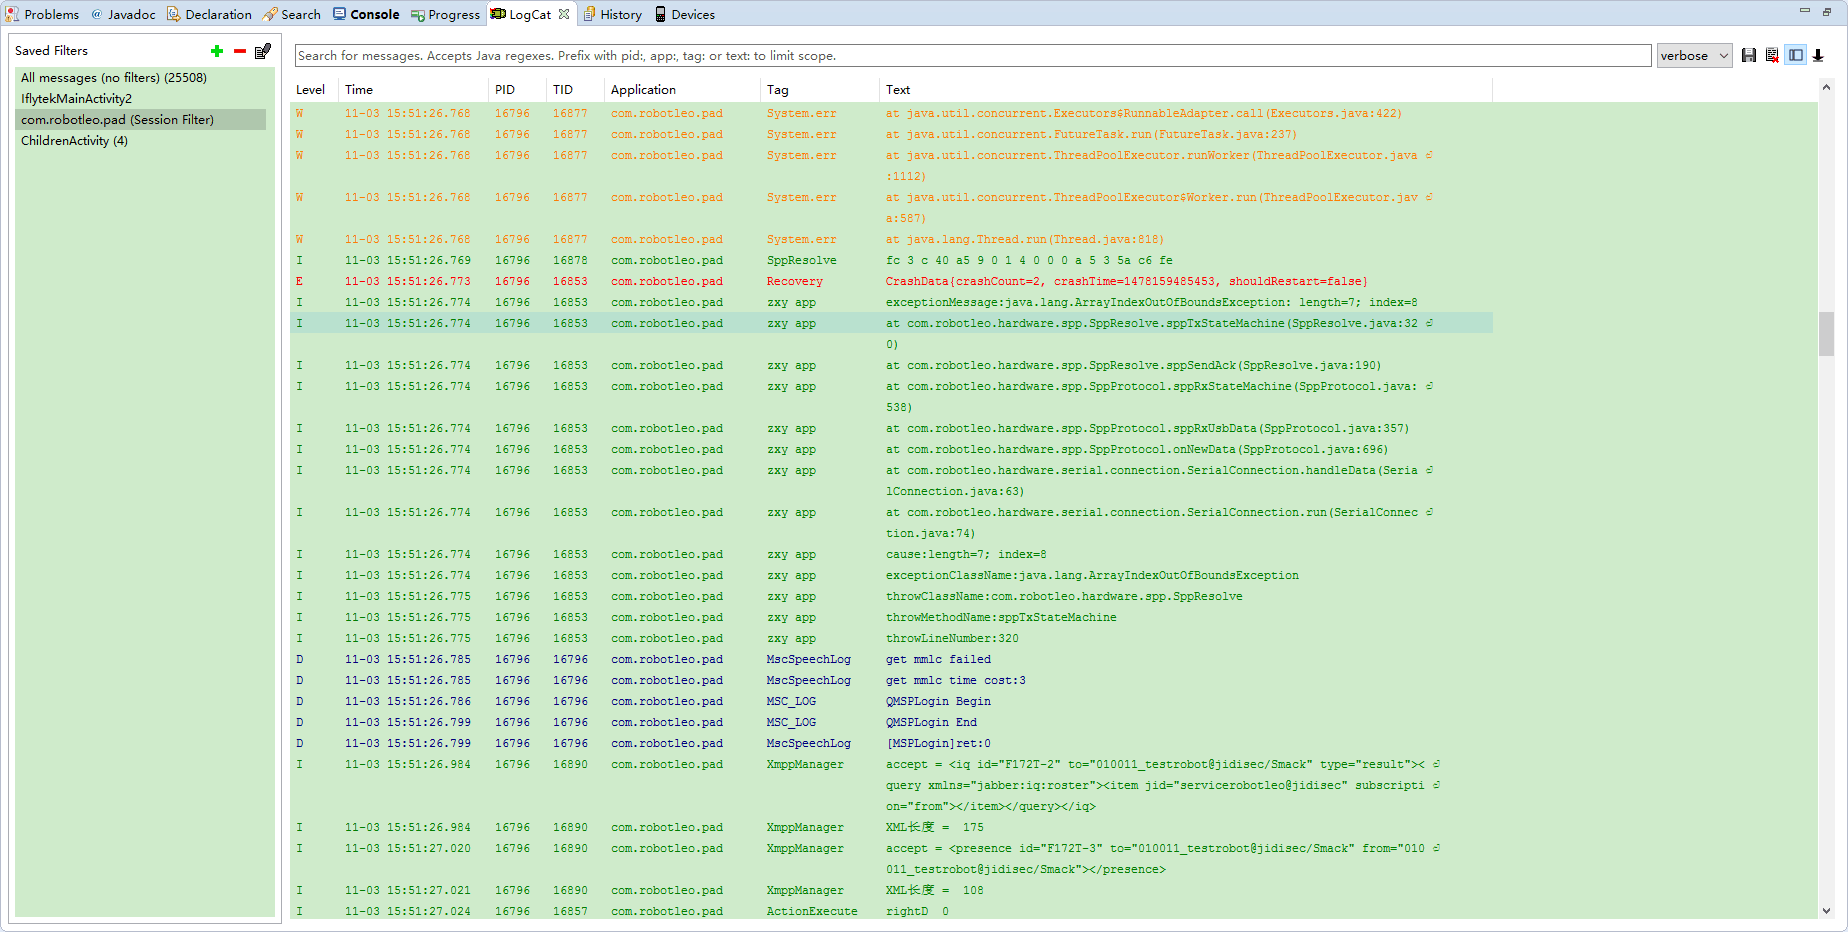 Problems @ Javadoc Declaration Search Console Progress LogCat History Devices
Saved Filters
All messages (no filters) (25508)
IflytekMainActivity2
com.robotleo.pad (Session Filter)
ChildrenActivity (4)
Search for messages. Accepts Java regexes. Prefix with pid:, app:, tag: or text: to limit scope. verbose
Level Time PID TID Application Tag Text
W 11-03 15:51:26.768 16796 16877 com.robotleo.pad System.err at java.util.concurrent.Executors$RunnableAdapter.call(Executors.java:422)
W 11-03 15:51:26.768 16796 16877 com.robotleo.pad System.err at java.util.concurrent.FutureTask.run(FutureTask.java:237)
W 11-03 15:51:26.768 16796 16877 com.robotleo.pad System.err at java.util.concurrent.ThreadPoolExecutor.runWorker(ThreadPoolExecutor.java
:1112)
W 11-03 15:51:26.768 16796 16877 com.robotleo.pad System.err at java.util.concurrent.ThreadPoolExecutor$Worker.run(ThreadPoolExecutor.jav
a:587)
W 11-03 15:51:26.768 16796 16877 com.robotleo.pad System.err at java.lang.Thread.run(Thread.java:818)
I 11-03 15:51:26.769 16796 16878 com.robotleo.pad SppResolve fc 3 c 40 a5 9 0 1 4 0 0 0 a 5 3 5a c6 fe
E 11-03 15:51:26.773 16796 16853 com.robotleo.pad Recovery CrashData{crashCount=2, crashTime=1478159485453, shouldRestart=false}
I 11-03 15:51:26.774 16796 16853 com.robotleo.pad zxy app exceptionMessage:java.lang.ArrayIndexOutOfBoundsException: length=7; index=8
I 11-03 15:51:26.774 16796 16853 com.robotleo.pad zxy app at com.robotleo.hardware.spp.SppResolve.sppTxStateMachine(SppResolve.java:32
0)
I 11-03 15:51:26.774 16796 16853 com.robotleo.pad zxy app at com.robotleo.hardware.spp.SppResolve.sppSendAck(SppResolve.java:190)
I 11-03 15:51:26.774 16796 16853 com.robotleo.pad zxy app at com.robotleo.hardware.spp.SppProtocol.sppRxStateMachine(SppProtocol.java:
538)
I 11-03 15:51:26.774 16796 16853 com.robotleo.pad zxy app at com.robotleo.hardware.spp.SppProtocol.sppRxUsbData(SppProtocol.java:357)
I 11-03 15:51:26.774 16796 16853 com.robotleo.pad zxy app at com.robotleo.hardware.spp.SppProtocol.onNewData(SppProtocol.java:696)
I 11-03 15:51:26.774 16796 16853 com.robotleo.pad zxy app at com.robotleo.hardware.serial.connection.SerialConnection.handleData(Seria
lConnection.java:63)
I 11-03 15:51:26.774 16796 16853 com.robotleo.pad zxy app at com.robotleo.hardware.serial.connection.SerialConnection.run(SerialConnec
tion.java:74)
I 11-03 15:51:26.774 16796 16853 com.robotleo.pad zxy app cause:length=7; index=8
I 11-03 15:51:26.774 16796 16853 com.robotleo.pad zxy app exceptionClassName:java.lang.ArrayIndexOutOfBoundsException
I 11-03 15:51:26.775 16796 16853 com.robotleo.pad zxy app throwClassName:com.robotleo.hardware.spp.SppResolve
I 11-03 15:51:26.775 16796 16853 com.robotleo.pad zxy app throwMethodName:sppTxStateMachine
I 11-03 15:51:26.775 16796 16853 com.robotleo.pad zxy app throwLineNumber:320
D 11-03 15:51:26.785 16796 16796 com.robotleo.pad MscSpeechLog get mmlc failed
D 11-03 15:51:26.785 16796 16796 com.robotleo.pad MscSpeechLog get mmlc time cost:3
D 11-03 15:51:26.786 16796 16796 com.robotleo.pad MSC_LOG QMSPLogin Begin
D 11-03 15:51:26.799 16796 16796 com.robotleo.pad MSC_LOG QMSPLogin End
D 11-03 15:51:26.799 16796 16796 com.robotleo.pad MscSpeechLog [MSPLogin]ret:0
I 11-03 15:51:26.984 16796 16890 com.robotleo.pad XmppManager accept = <iq id="F172T-2" to="010011_testrobot@jidisec/Smack" type="result"><
query xmlns="jabber:iq:roster"><item jid="servicerobotleo@jidisec" subscripti
on="from"></item></query></iq>
I 11-03 15:51:26.984 16796 16890 com.robotleo.pad XmppManager XML长度 = 175
I 11-03 15:51:27.020 16796 16890 com.robotleo.pad XmppManager accept = <presence id="F172T-3" to="010011_testrobot@jidisec/Smack" from="010
011_testrobot@jidisec/Smack"></presence>
I 11-03 15:51:27.021 16796 16890 com.robotleo.pad XmppManager XML长度 = 108
I 11-03 15:51:27.024 16796 16857 com.robotleo.pad ActionExecute rightD 0